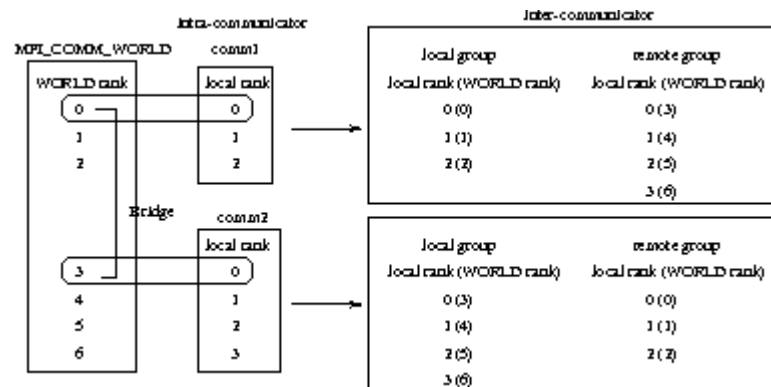 intra-communicator
inter-communicator
MPI_COMM_WORLD
comm1
WORLD rank
local rank
0 0
1 1
2 2
Bridge
comm2
local rank
3 0
4 1
5 2
6 3
local group remote group
local rank (WORLD rank) local rank (WORLD rank)
0 (0) 0 (3)
1 (1) 1 (4)
2 (2) 2 (5)
3 (6)
local group remote group
local rank (WORLD rank) local rank (WORLD rank)
0 (3) 0 (0)
1 (4) 1 (1)
2 (5) 2 (2)
3 (6)